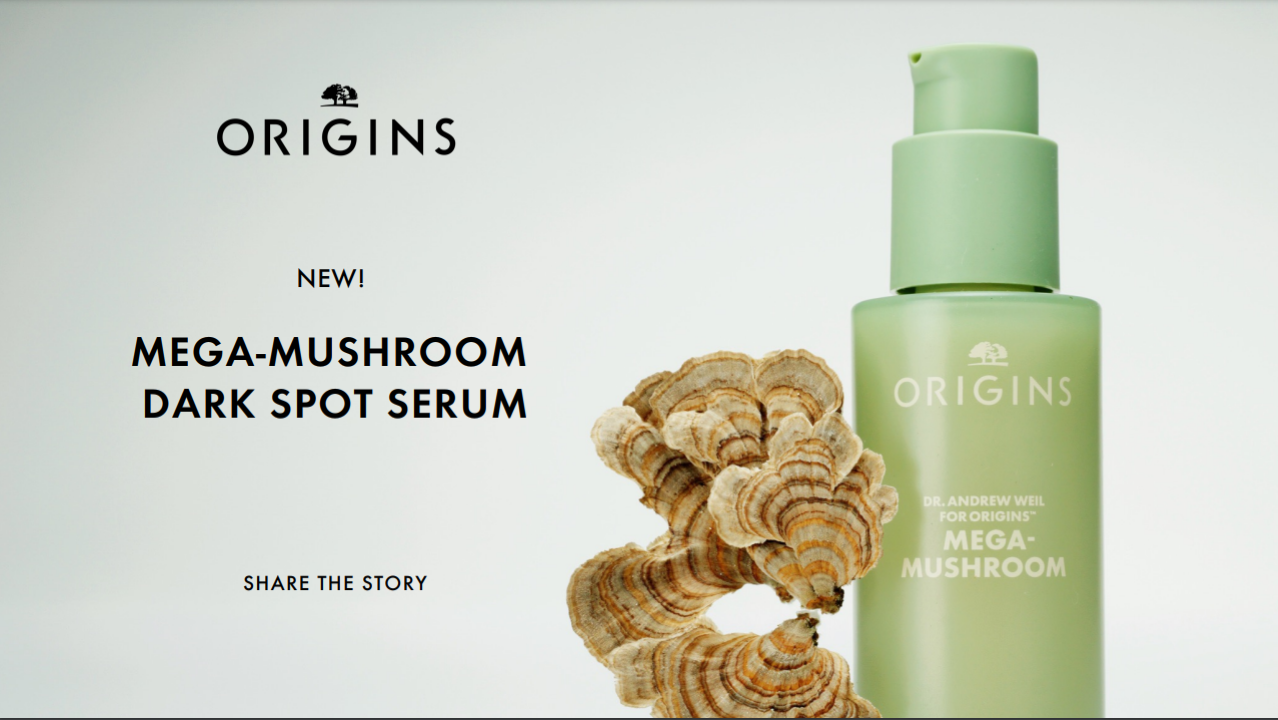 ORIGINS
NEW!
MEGA-MUSHROOM
DARK SPOT SERUM
SHARE THE STORY
ORIGINS
DR. ANDREW WEIL
FOR ORIGINS™
MEGA-
MUSHROOM